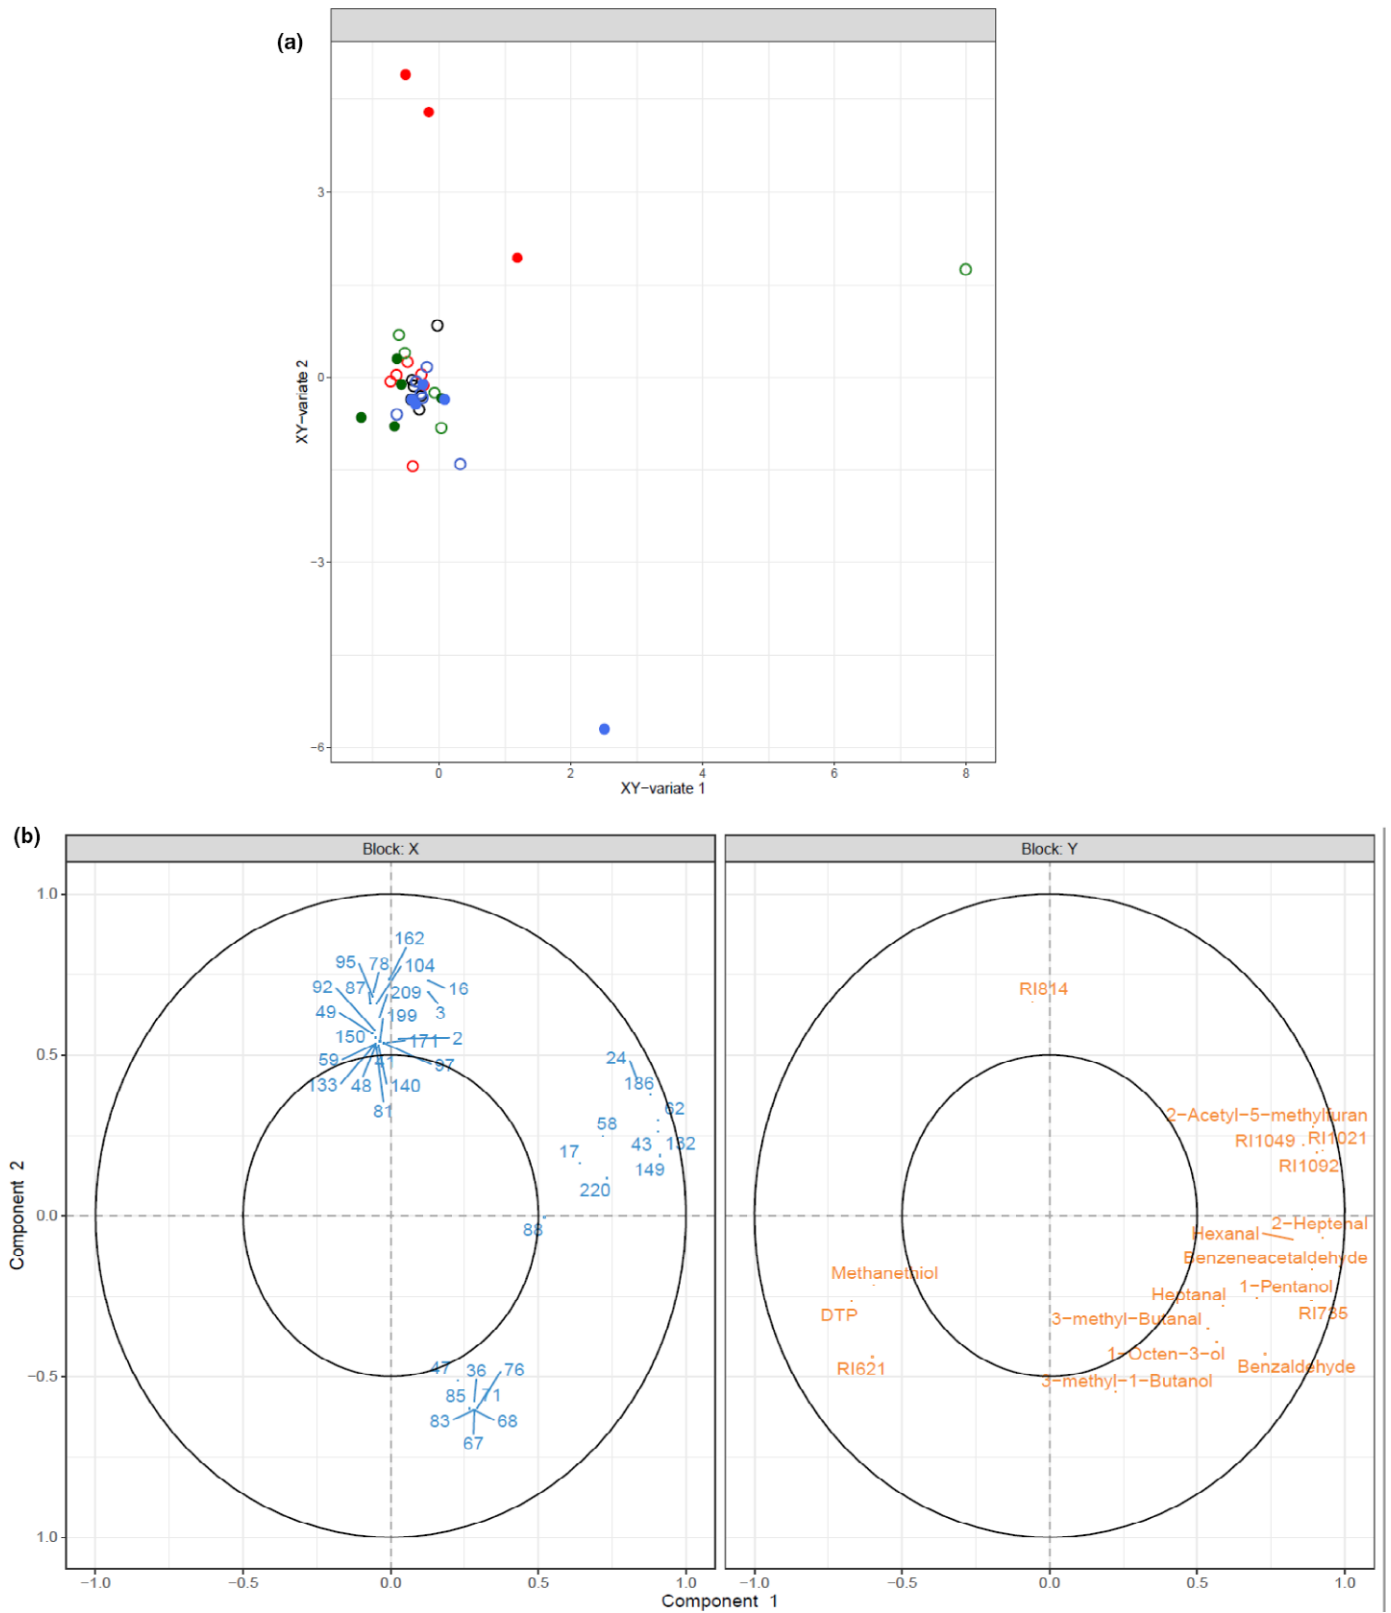 (a)
3
0
−3
−6
XY−variate 2
0 2 4 6 8
XY−variate 1
(b)
Block: X Block: Y
1.0
0.5
0.0
−0.5
1.0
Component 2
162
95 78 104
92 87 209 16
49 199 3
150 171 2
59 41 97
133 48 140
81
24
186
62
58
43 132
17
149
220
88
47 36 76
85 71
83 68
67
RI814
2−Acetyl−5−methylfuran
RI1049 RI1021
RI1092
2−Heptenal
Hexanal
Benzeneacetaldehyde
Methanethiol
1−Pentanol
Heptanal
DTP
3−methyl−Butanal RI735
1−Octen−3−ol
RI621 Benzaldehyde
3−methyl−1−Butanol
−1.0 −0.5 0.0 0.5 1.0 −1.0 −0.5 0.0 0.5 1.0
Component 1